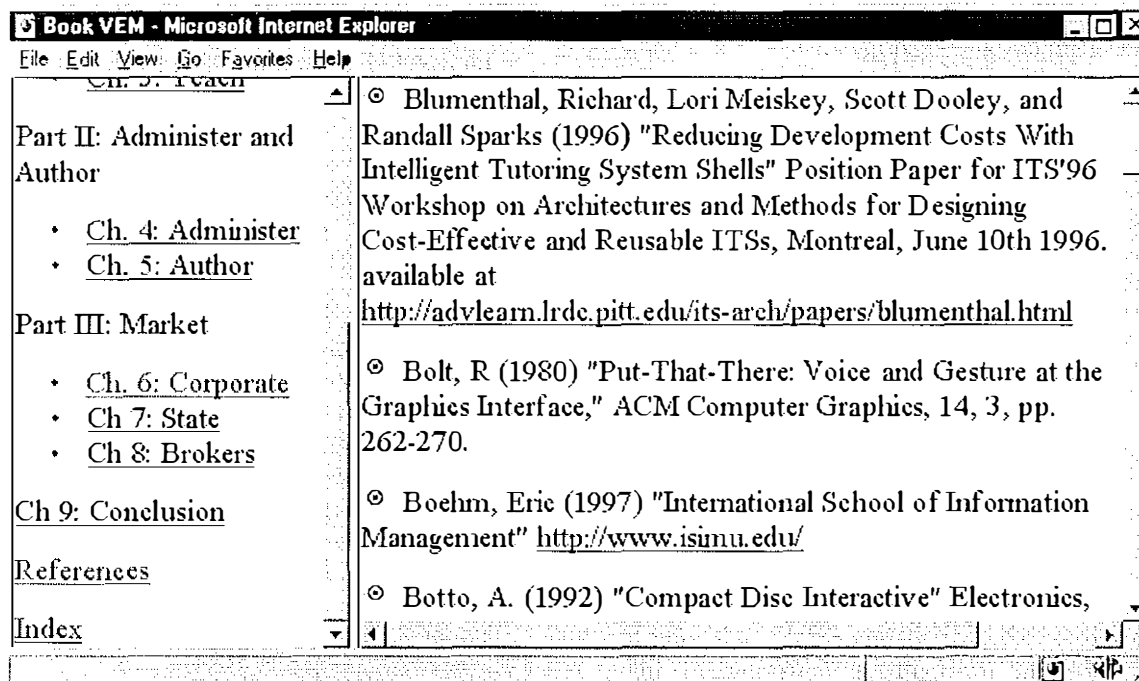 Book VEM - Microsoft Internet Explorer
File Edit View Go Favorites Help
Ch. 3: Teach
Part II: Administer and
Author
• Ch. 4: Administer
• Ch. 5: Author
Part III: Market
• Ch. 6: Corporate
• Ch 7: State
• Ch 8: Brokers
Ch 9: Conclusion
References
Index
Blumenthal, Richard, Lori Meiskey, Scott Dooley, and
Randall Sparks (1996) "Reducing Development Costs With
Intelligent Tutoring System Shells" Position Paper for ITS'96
Workshop on Architectures and Methods for Designing
Cost-Effective and Reusable ITSs, Montreal, June 10th 1996.
available at
http://advlearn.lrdc.pitt.edu/its-arch/papers/blumenthal.html
Bolt, R (1980) "Put-That-There: Voice and Gesture at the
Graphics Interface," ACM Computer Graphics, 14, 3, pp.
262-270.
Boehm, Eric (1997) "International School of Information
Management" http://www.isimu.edu/
Botto, A. (1992) "Compact Disc Interactive" Electronics,